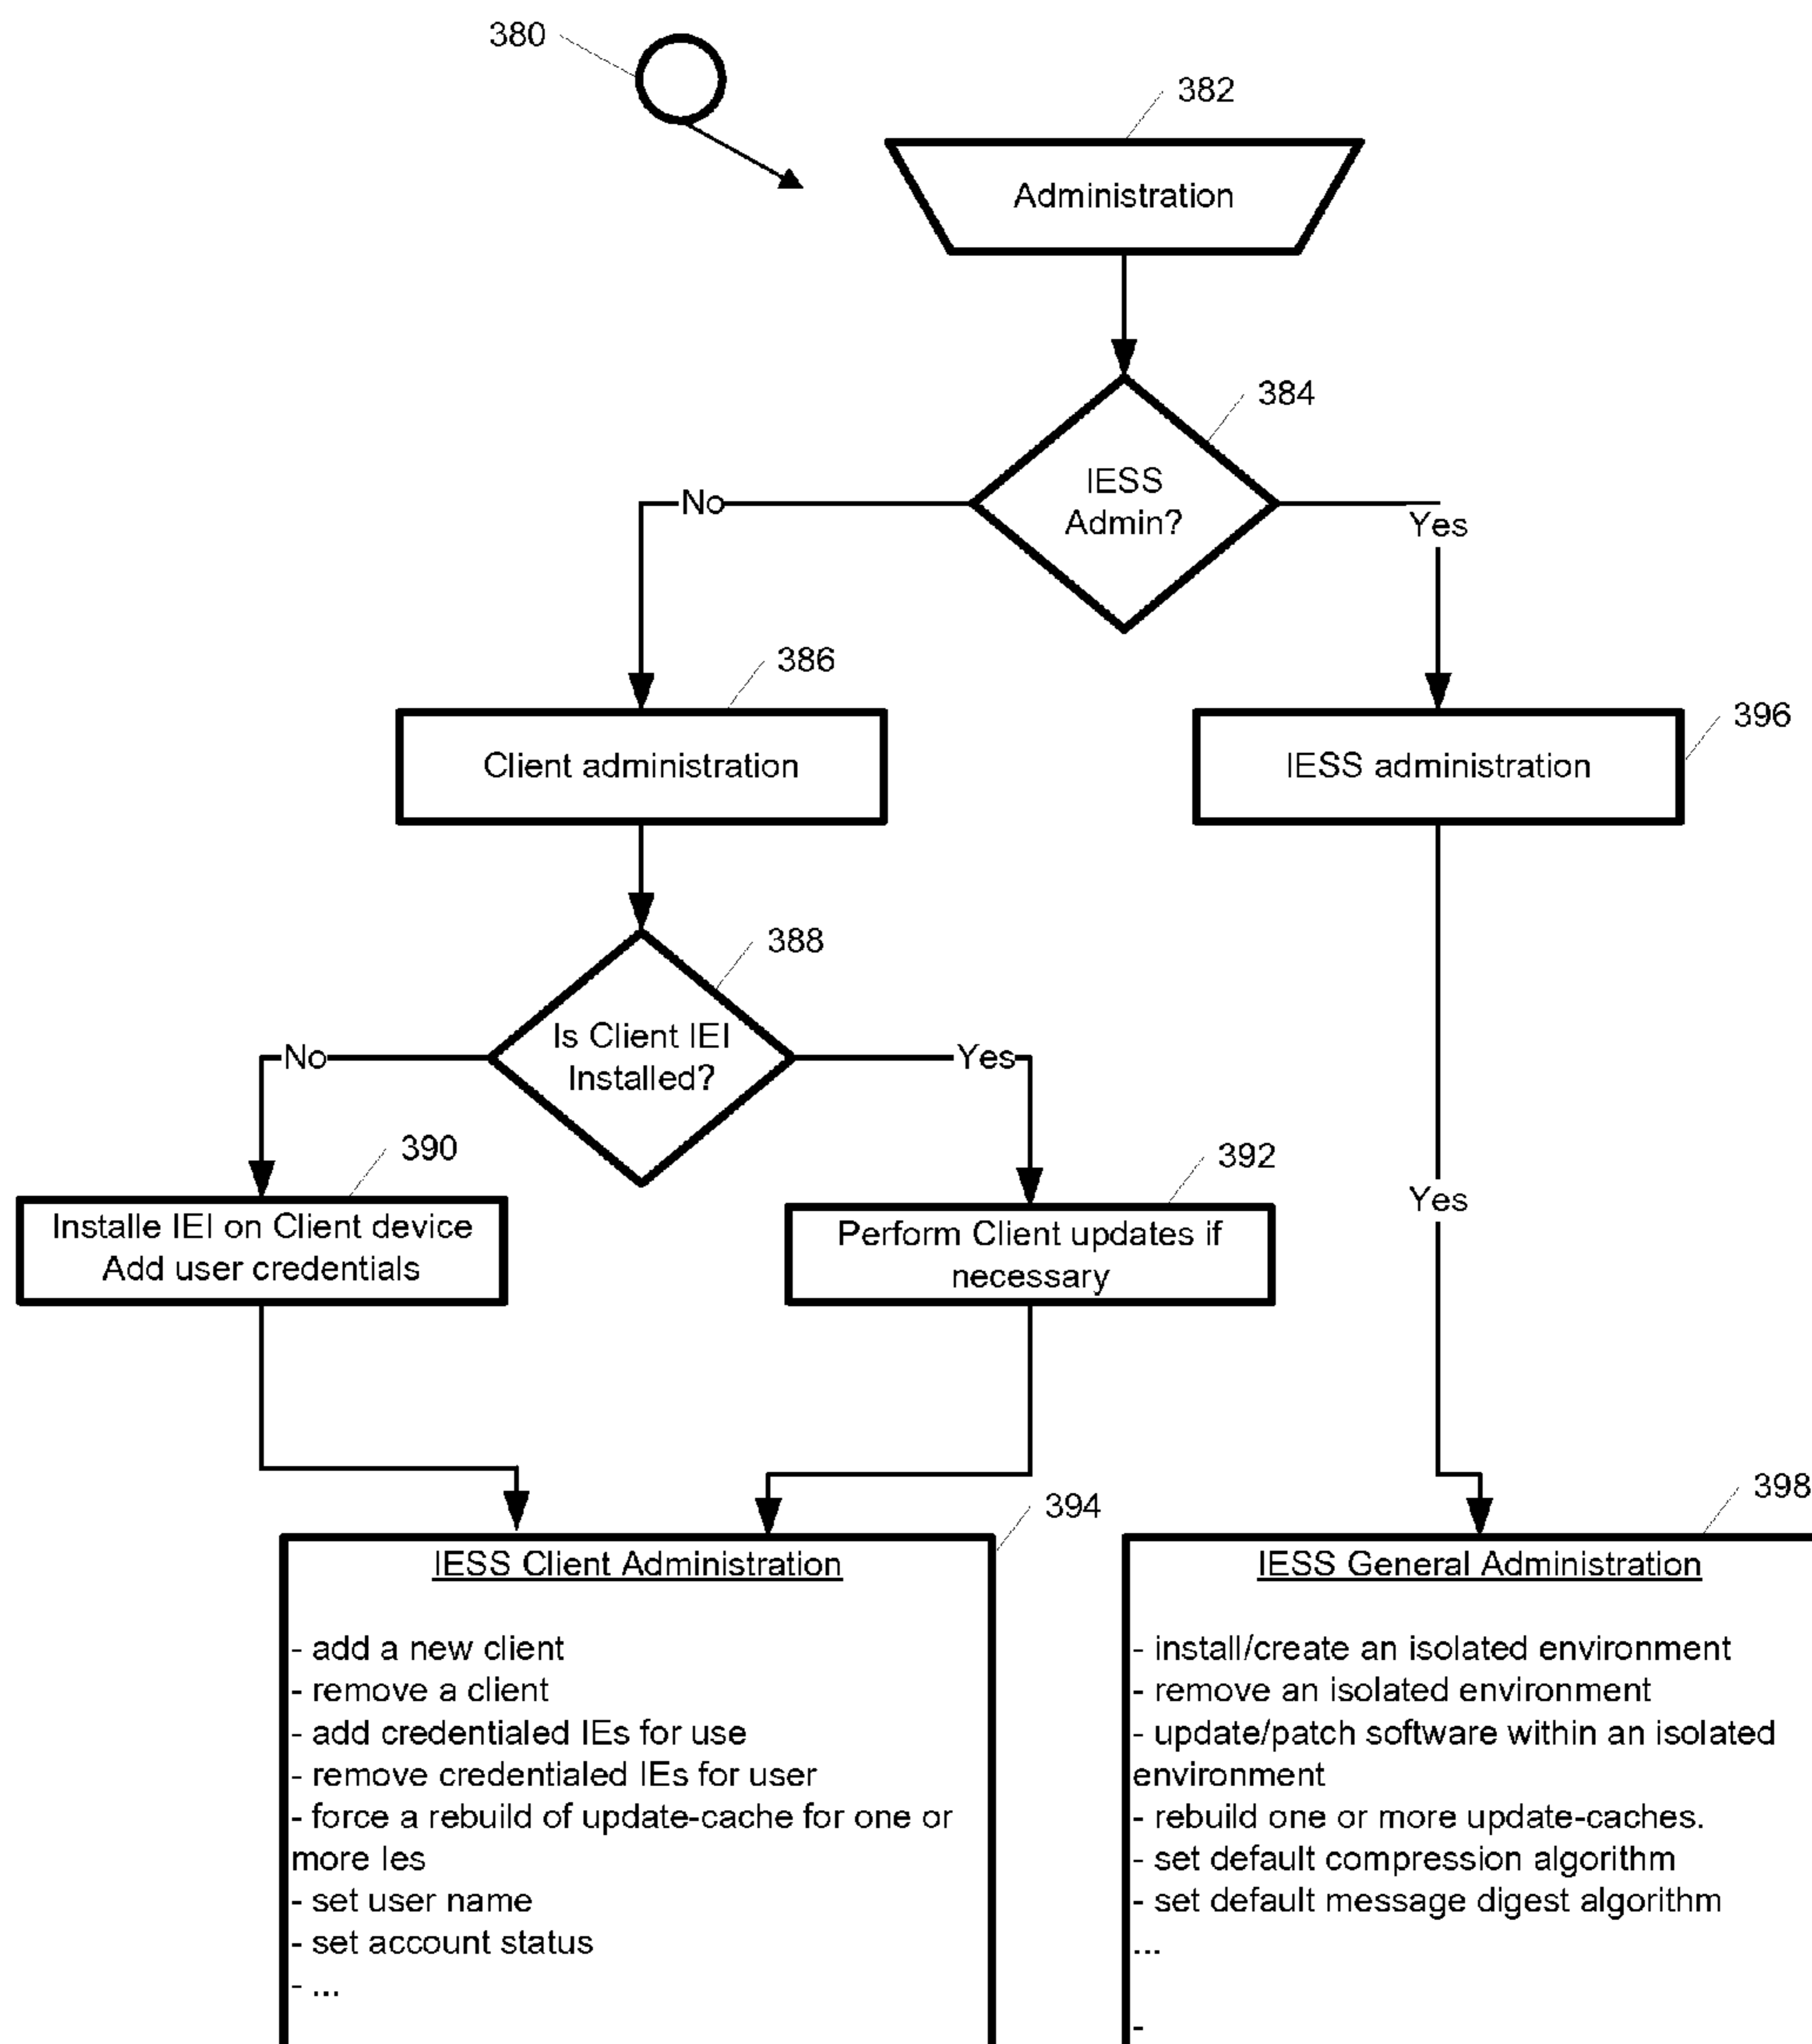 380
382
Administration
384
IESS
Admin?
No
Yes
386
Client administration
396
IESS administration
388
Is Client IEI
Installed?
No
Yes
390
Installe IEI on Client device
Add user credentials
392
Perform Client updates if
necessary
Yes
394
IESS Client Administration
- add a new client
- remove a client
- add credentialed IEs for use
- remove credentialed IEs for user
- force a rebuild of update-cache for one or
more Ies
- set user name
- set account status
- ...
398
IESS General Administration
- install/create an isolated environment
- remove an isolated environment
- update/patch software within an isolated
environment
- rebuild one or more update-caches.
- set default compression algorithm
- set default message digest algorithm
...
-